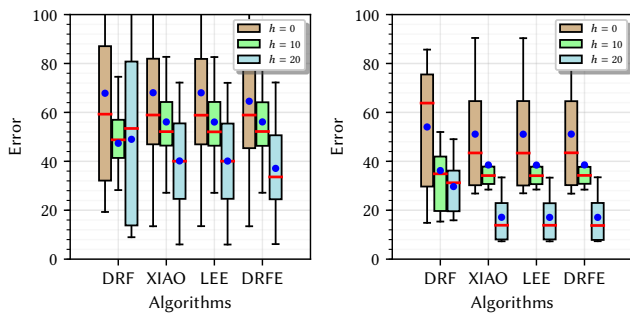 100
80
60
40
20
0
Error
h = 0
h = 10
h = 20
DRF XIAO LEE DRFE
Algorithms
100
80
60
40
20
0
Error
h = 0
h = 10
h = 20
DRF XIAO LEE DRFE
Algorithms